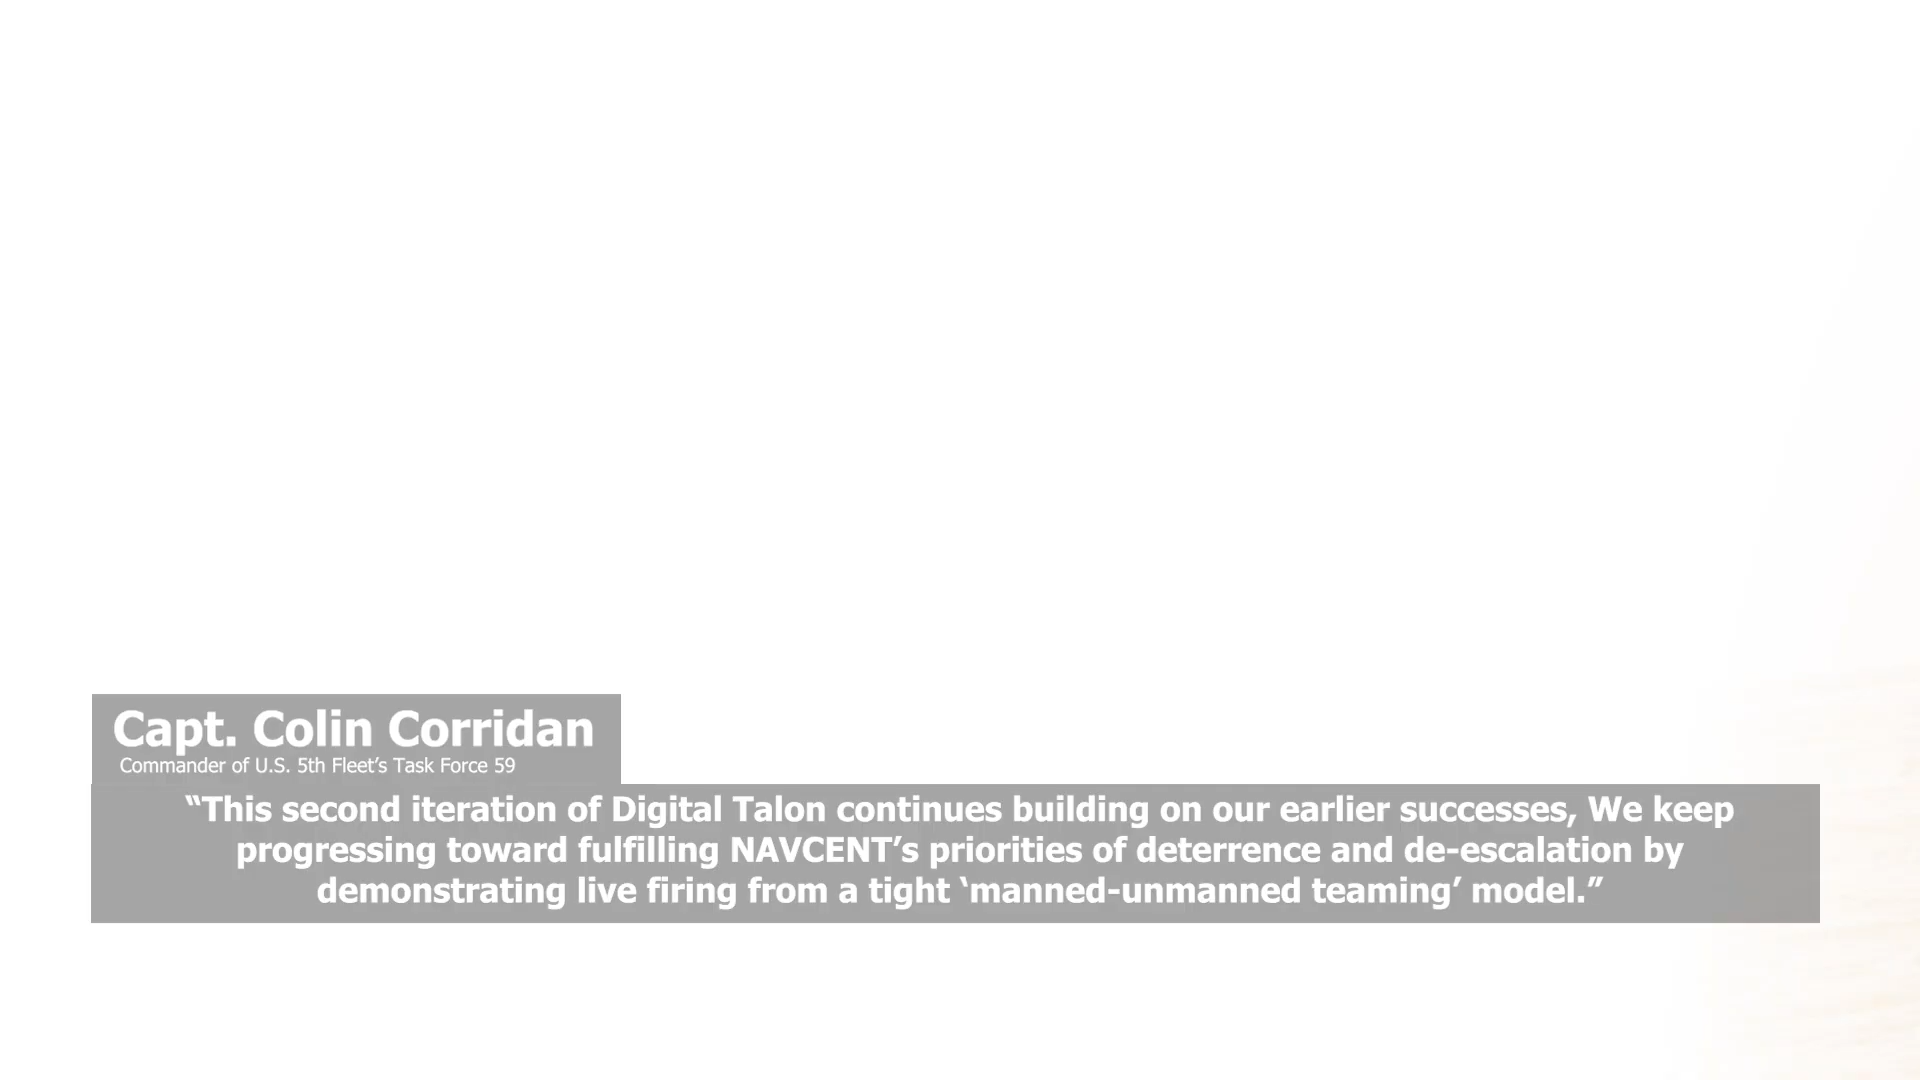 Capt. Colin Corridan
Commander of U.S. 5th Fleet’s Task Force 59
“This second iteration of Digital Talon continues building on our earlier successes, We keep
progressing toward fulfilling NAVCENT’s priorities of deterrence and de-escalation by
demonstrating live firing from a tight ‘manned-unmanned teaming’ model.”